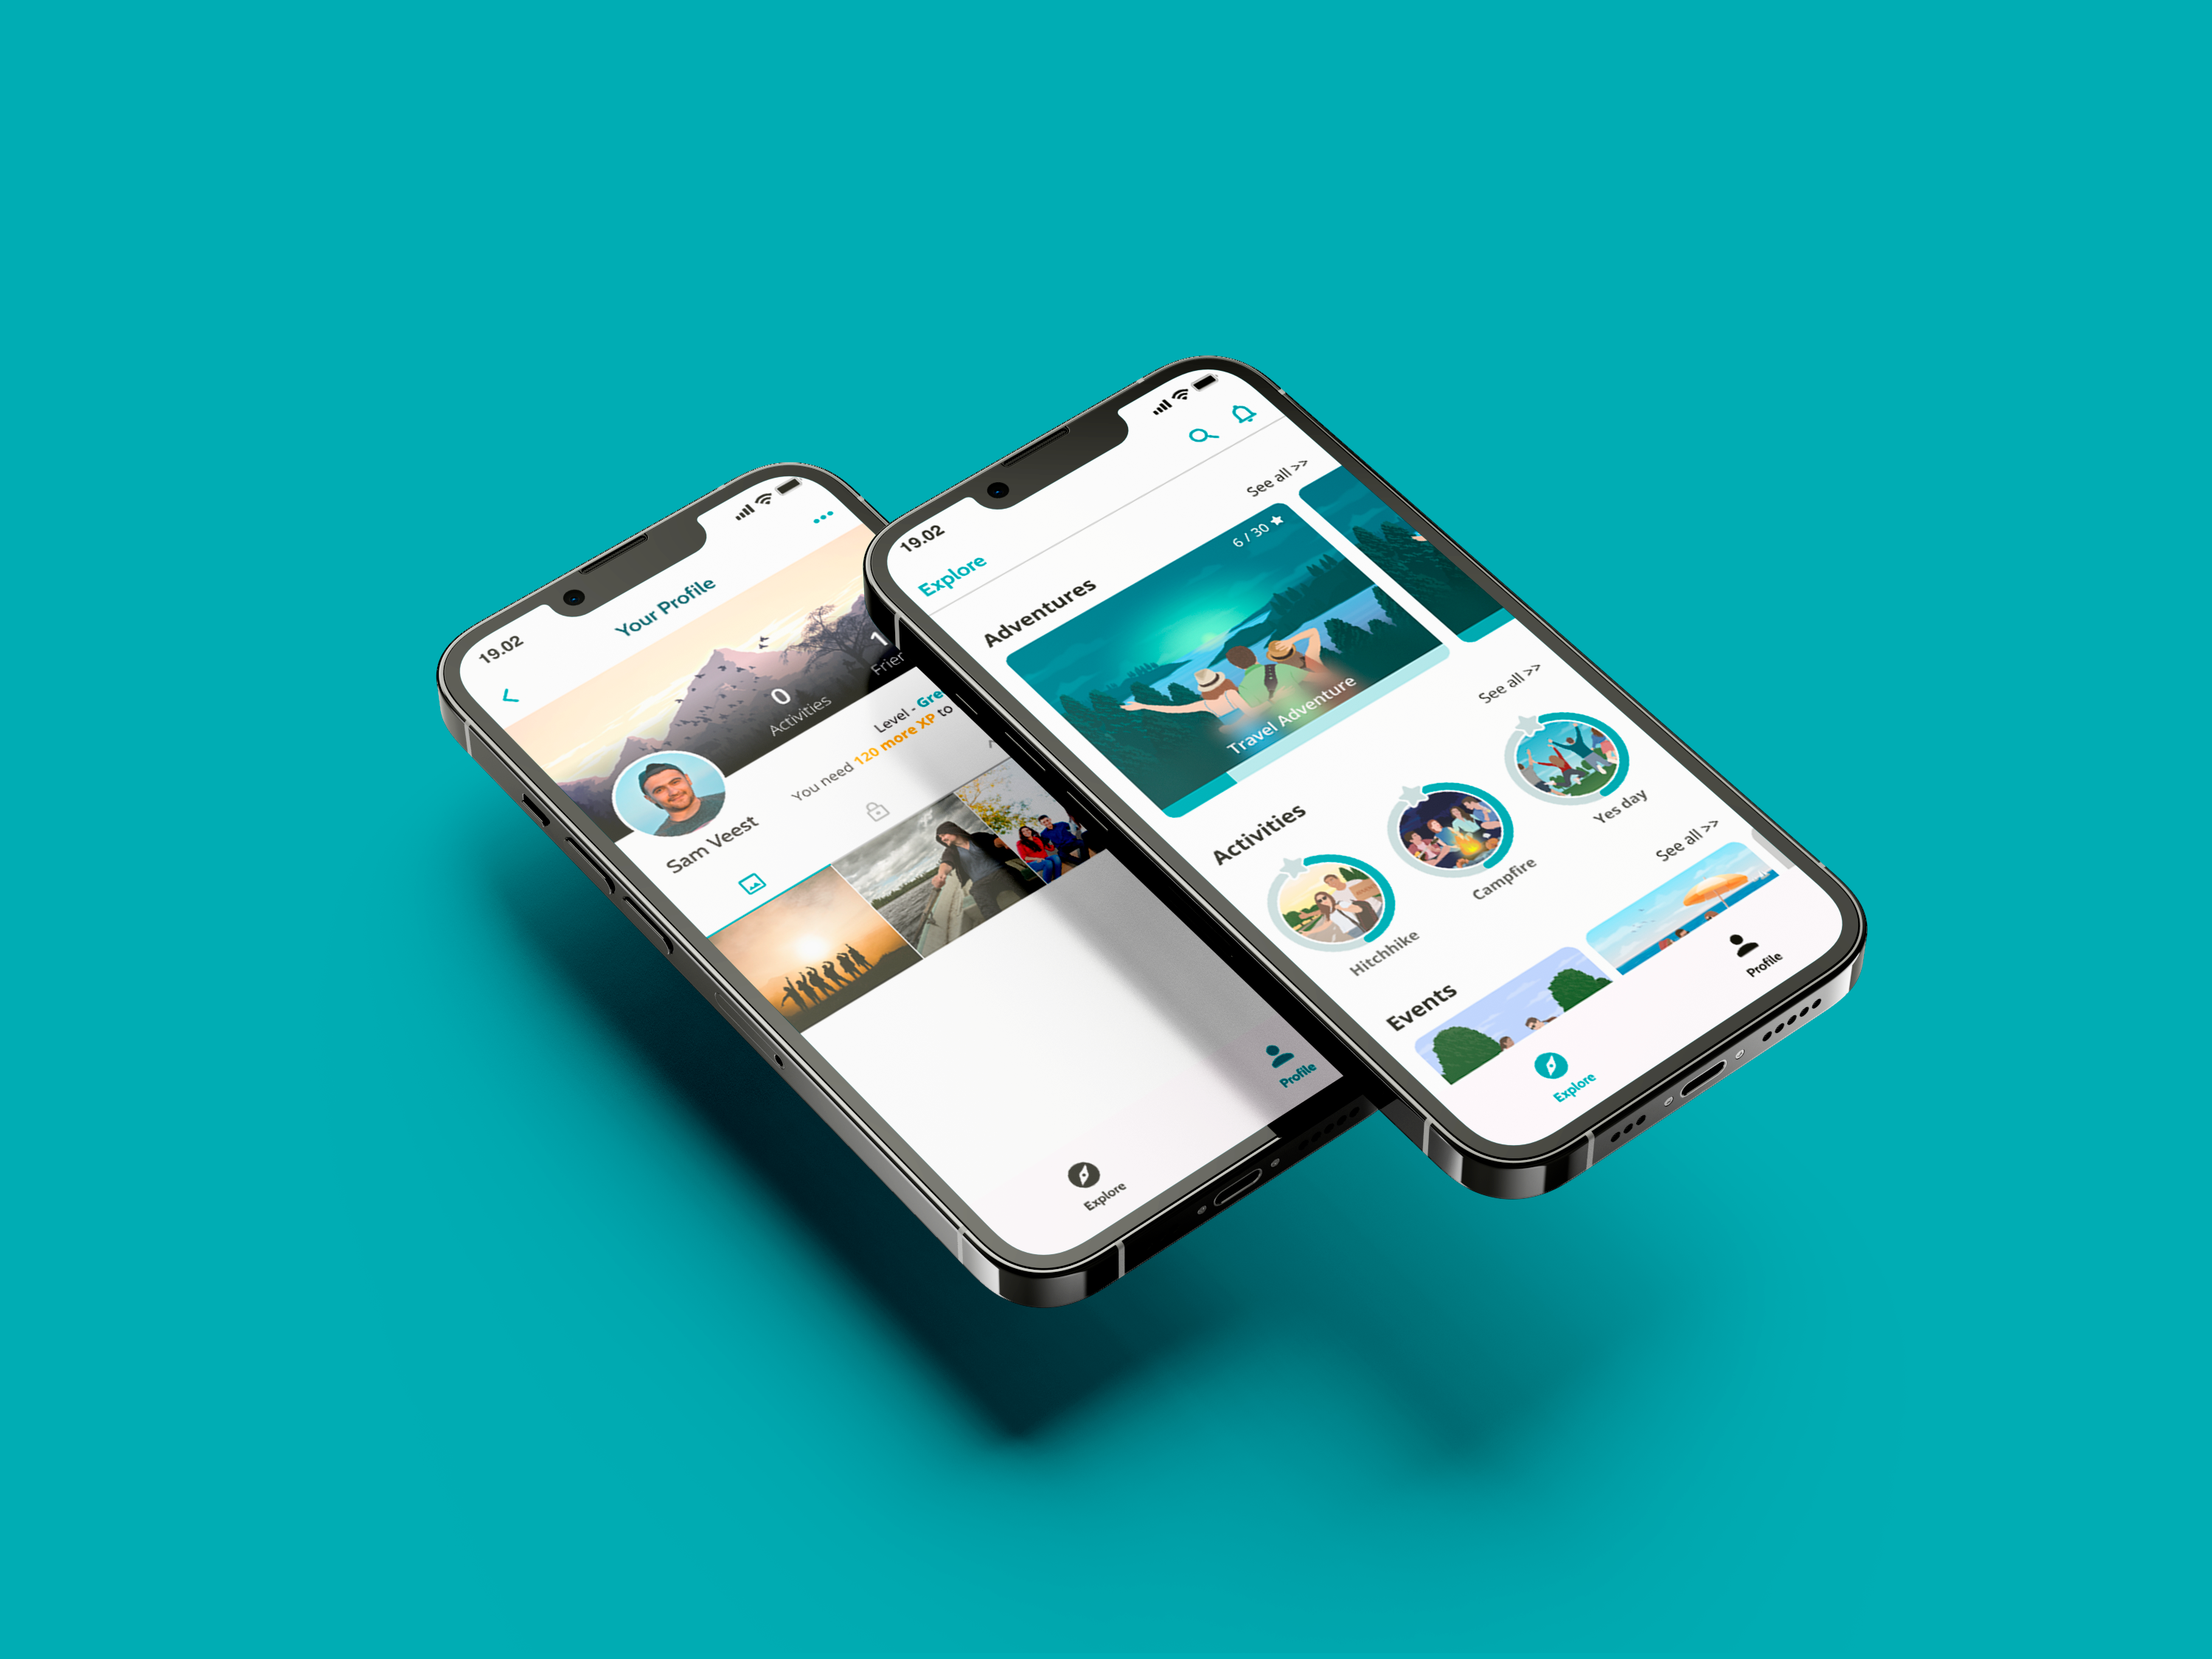 19.02
Your Profile
0
Activities
1
Sam Veest
Level -
You need 120 more XP to
Explore
Profile
19.02
Explore
Adventures
See all >>
6 / 30
Travel Adventure
Activities
See all >>
Hitchhike
Campfire
Yes day
Events
See all >>
Explore
Profile